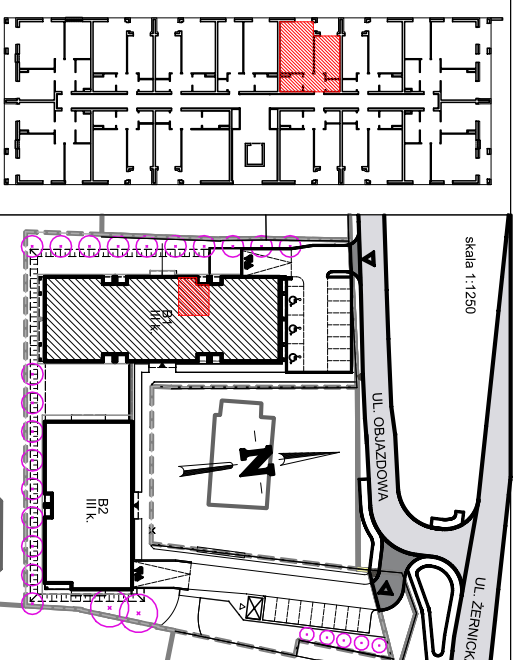 skala 1:1250
B1
III k.
UL. OBJAZDOWA
N
B2
III k.
UL. ŻERNICK